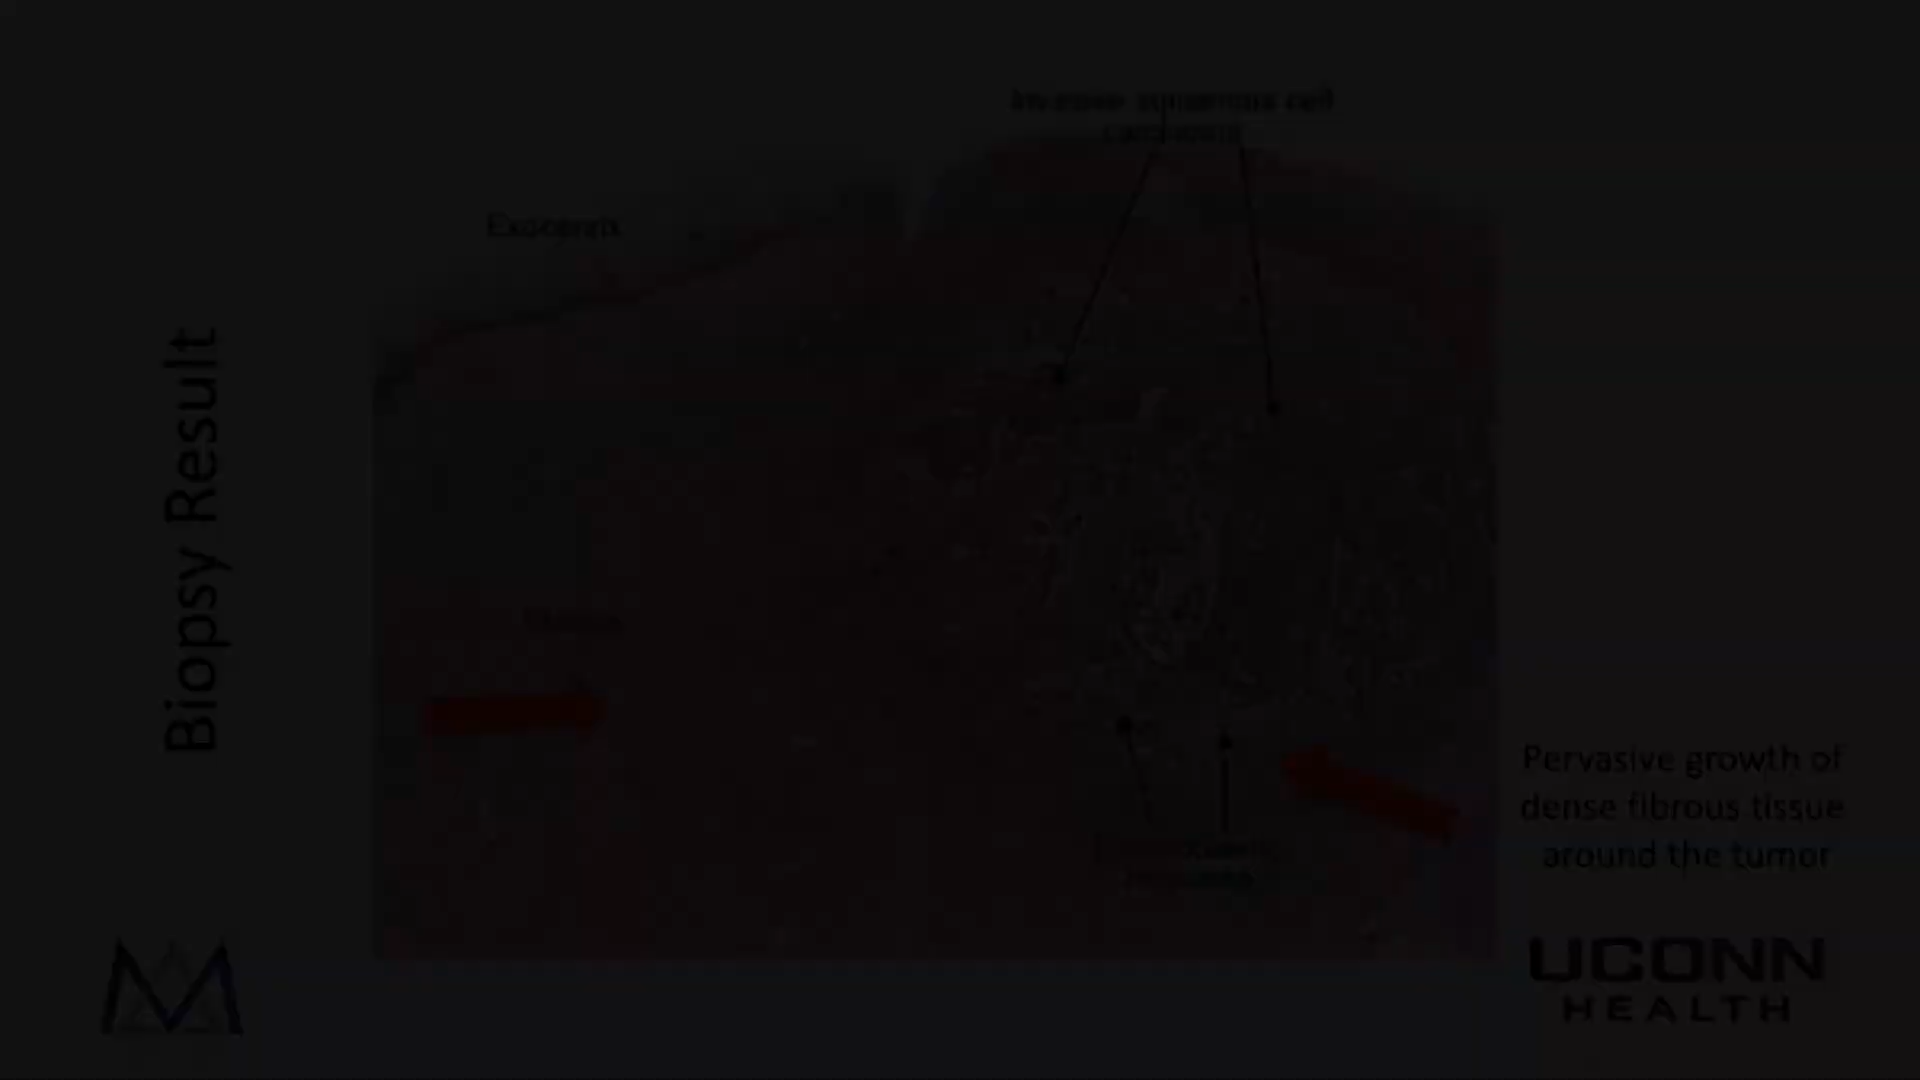 Invasive squamous cell
carcinoma
Exocervix
Biopsy Result
Pervasive growth of
dense fibrous tissue
around the tumor
UCONN
HEALTH